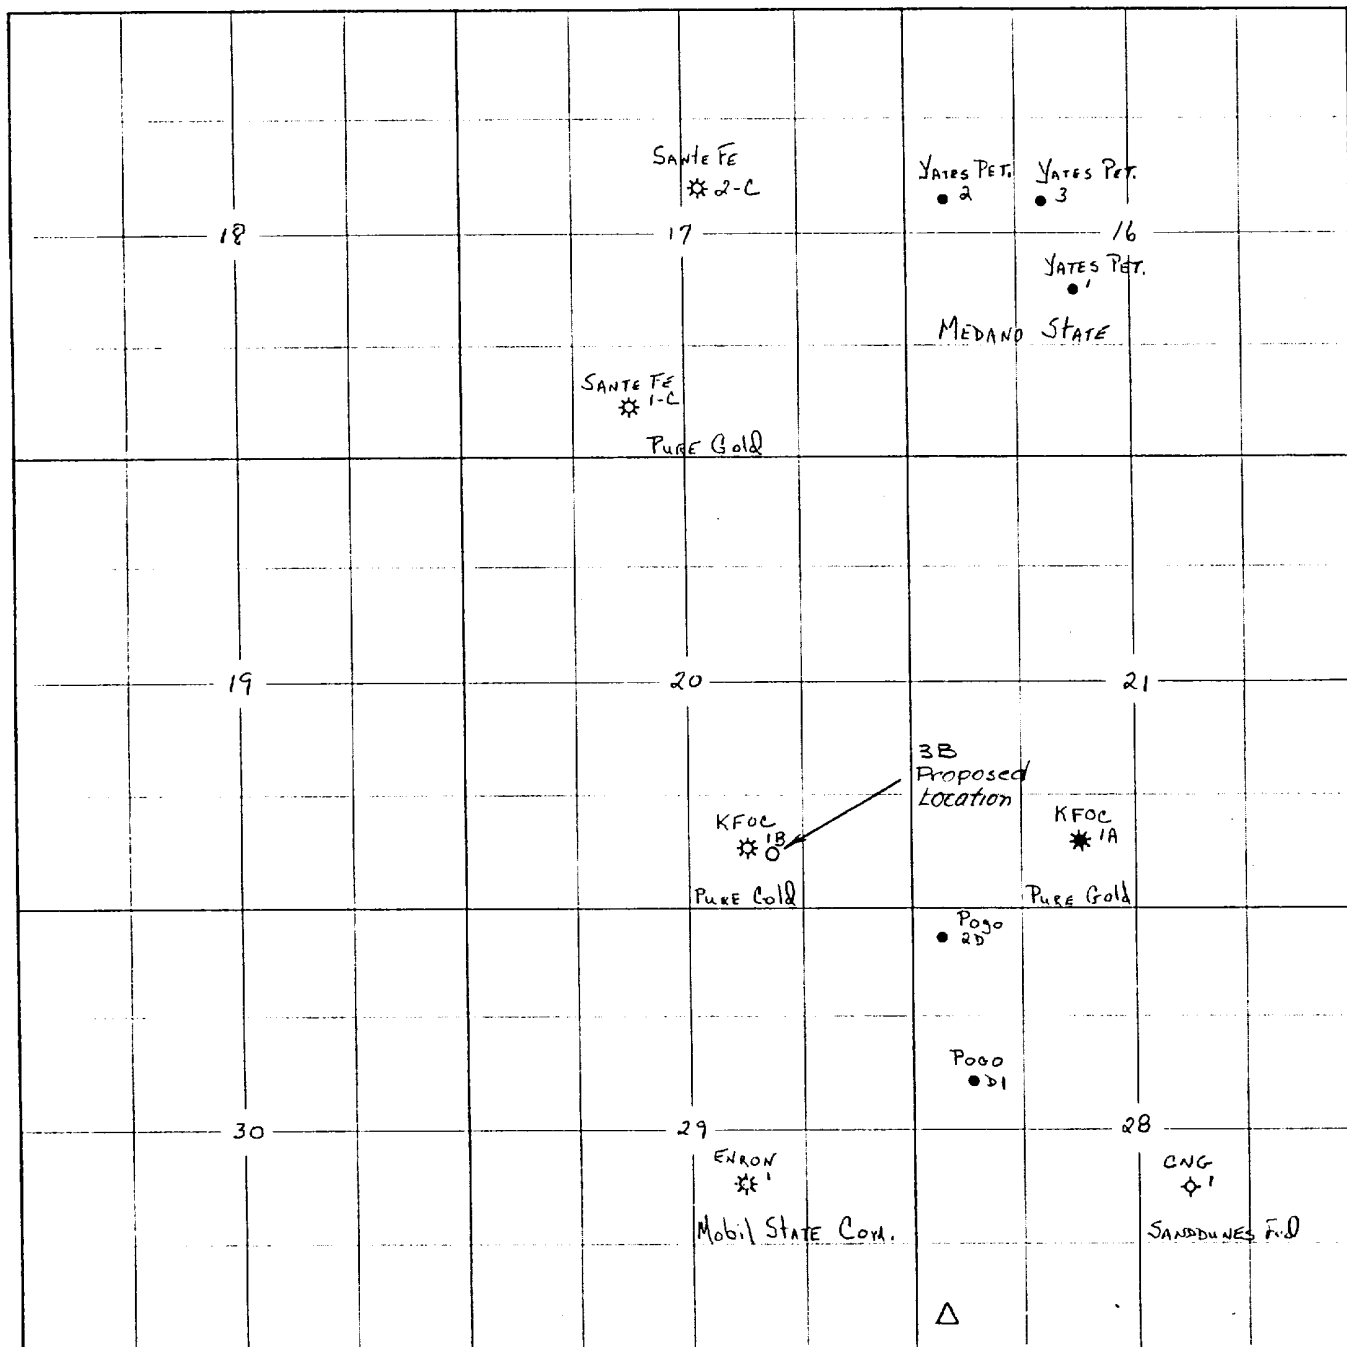 SANTE FE
2-C
YATES PET.
2
YATES PET.
3
18
17
16
YATES PET.
1
MEDANO STATE
SANTE FE
1-C
PURE Gold
19
20
21
3B
Proposed
Location
KFOC
1B
KFOC
1A
PURE Gold
PURE Gold
Pogo
2D
POGO
D1
30
29
28
ENRON
1
CNG
1
Mobil STATE Com.
SANDDUNES Fed